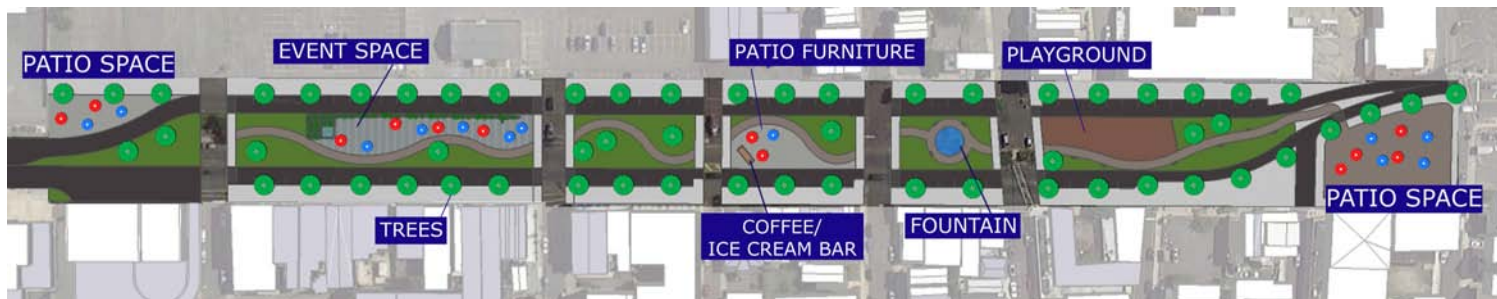 PATIO SPACE
EVENT SPACE
PATIO FURNITURE
PLAYGROUND
TREES
COFFEE/
ICE CREAM BAR
FOUNTAIN
PATIO SPACE